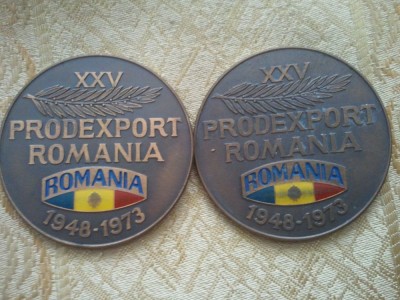 XXV
PRODEXPORT
ROMANIA
ROMANIA
1948-1973
XXV
PRODEXPORT
ROMANIA
ROMANIA
1948-1973